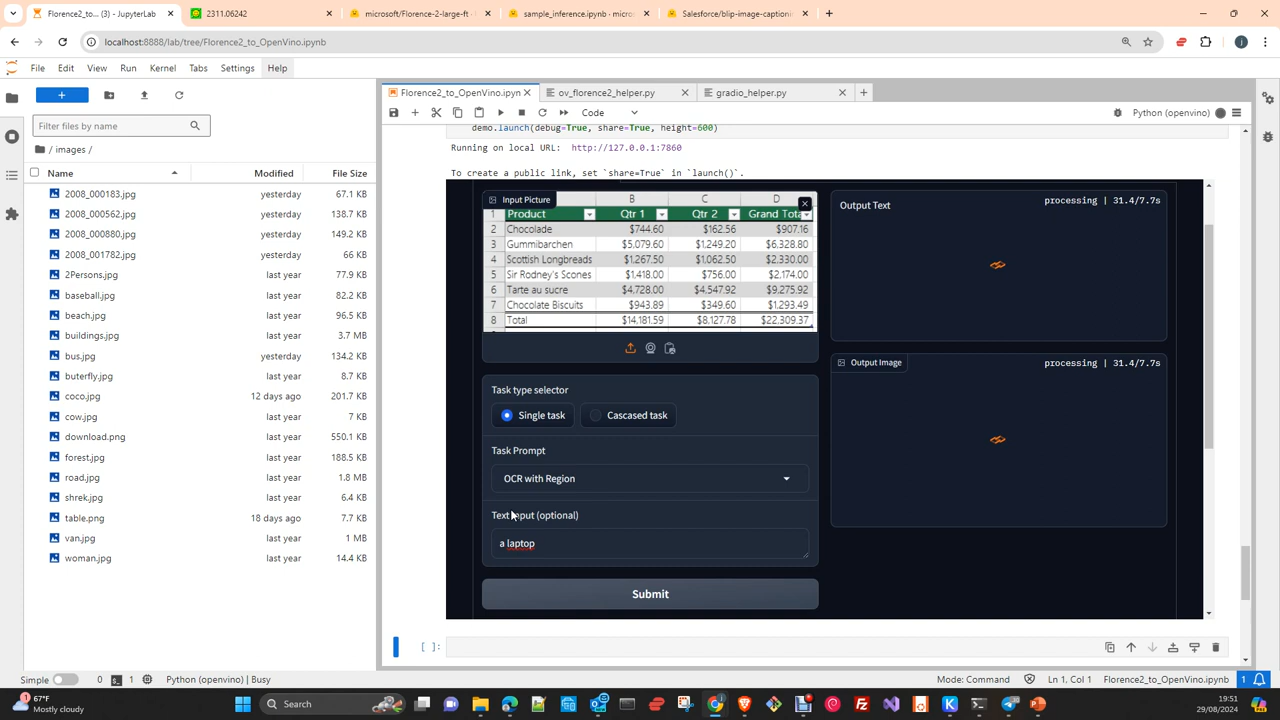 Florence2_to_... (3) - JupyterLab
2311.06242
microsoft/Florence-2-large-ft
sample_inference.ipynb · micros
Salesforce/blip-image-captionin
localhost:8888/lab/tree/Florence2_to_OpenVino.ipynb
File Edit View Run Kernel Tabs Settings Help
Florence2_to_OpenVino.ipyn
ov_florence2_helper.py
gradio_helper.py
Code
Python (openvino)
Filter files by name
/ images /
Name Modified File Size
2008_000183.jpg yesterday 67.1 KB
2008_000562.jpg yesterday 138.7 KB
2008_000880.jpg yesterday 149.2 KB
2008_001782.jpg yesterday 66 KB
2Persons.jpg last year 77.9 KB
baseball.jpg last year 82.2 KB
beach.jpg last year 96.5 KB
buildings.jpg last year 3.7 MB
bus.jpg yesterday 134.2 KB
buterfly.jpg last year 8.7 KB
coco.jpg 12 days ago 201.7 KB
cow.jpg last year 7 KB
download.png last year 550.1 KB
forest.jpg last year 188.5 KB
road.jpg last year 1.8 MB
shrek.jpg last year 6.4 KB
table.png 18 days ago 7.7 KB
van.jpg last year 1 MB
woman.jpg last year 14.4 KB
demo.launch(debug=True, share=True, height=600)
Running on local URL: http://127.0.0.1:7860
To create a public link, set `share=True` in `launch()`.
Input Picture
B C D
1 Product Qtr 1 Qtr 2 Grand Tota
2 Chocolade $744.60 $162.56 $907.16
3 Gummibarchen $5,079.60 $1,249.20 $6,328.80
4 Scottish Longbreads $1,267.50 $1,062.50 $2,330.00
5 Sir Rodney's Scones $1,418.00 $756.00 $2,174.00
6 Tarte au sucre $4,728.00 $4,547.92 $9,275.92
7 Chocolate Biscuits $943.89 $349.60 $1,293.49
8 Total $14,181.59 $8,127.78 $22,309.37
Task type selector
Single task
Cascased task
Task Prompt
OCR with Region
Text Input (optional)
a laptop
Submit
Output Text
processing | 31.4/7.7s
Output Image
processing | 31.4/7.7s
[ ]:
Simple 0 1 Python (openvino) | Busy
Mode: Command Ln 1, Col 1 Florence2_to_OpenVino.ipynb 1
67°F
Mostly cloudy
Search
19:51
29/08/2024